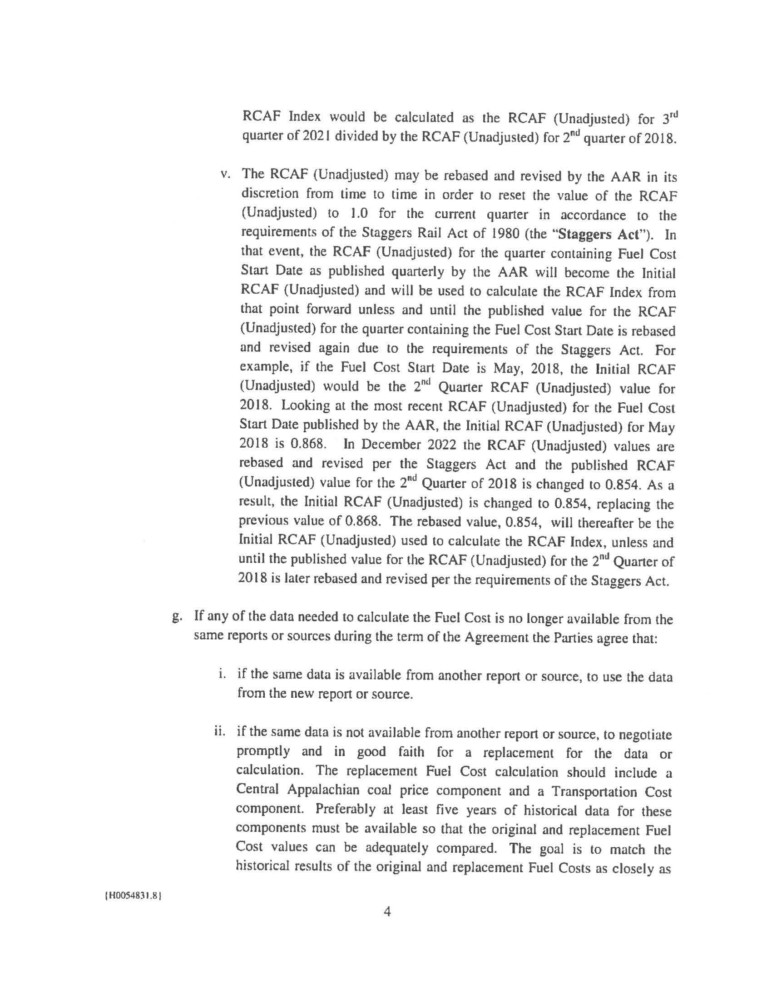 RCAF Index would be calculated as the RCAF (Unadjusted) for 3rd
quarter of 2021 divided by the RCAF (Unadjusted) for 2nd quarter of 2018.
v. The RCAF (Unadjusted) may be rebased and revised by the AAR in its
discretion from time to time in order to reset the value of the RCAF
(Unadjusted) to 1.0 for the current quarter in accordance to the
requirements of the Staggers Rail Act of 1980 (the “Staggers Act”). In
that event, the RCAF (Unadjusted) for the quarter containing Fuel Cost
Start Date as published quarterly by the AAR will become the Initial
RCAF (Unadjusted) and will be used to calculate the RCAF Index from
that point forward unless and until the published value for the RCAF
(Unadjusted) for the quarter containing the Fuel Cost Start Date is rebased
and revised again due to the requirements of the Staggers Act. For
example, if the Fuel Cost Start Date is May, 2018, the Initial RCAF
(Unadjusted) would be the 2nd Quarter RCAF (Unadjusted) value for
2018. Looking at the most recent RCAF (Unadjusted) for the Fuel Cost
Start Date published by the AAR, the Initial RCAF (Unadjusted) for May
2018 is 0.868. In December 2022 the RCAF (Unadjusted) values are
rebased and revised per the Staggers Act and the published RCAF
(Unadjusted) value for the 2nd Quarter of 2018 is changed to 0.854. As a
result, the Initial RCAF (Unadjusted) is changed to 0.854, replacing the
previous value of 0.868. The rebased value, 0.854, will thereafter be the
Initial RCAF (Unadjusted) used to calculate the RCAF Index, unless and
until the published value for the RCAF (Unadjusted) for the 2nd Quarter of
2018 is later rebased and revised per the requirements of the Staggers Act.
g. If any of the data needed to calculate the Fuel Cost is no longer available from the
same reports or sources during the term of the Agreement the Parties agree that:
i. if the same data is available from another report or source, to use the data
from the new report or source.
ii. if the same data is not available from another report or source, to negotiate
promptly and in good faith for a replacement for the data or
calculation. The replacement Fuel Cost calculation should include a
Central Appalachian coal price component and a Transportation Cost
component. Preferably at least five years of historical data for these
components must be available so that the original and replacement Fuel
Cost values can be adequately compared. The goal is to match the
historical results of the original and replacement Fuel Costs as closely as
{H0054831.8}
4